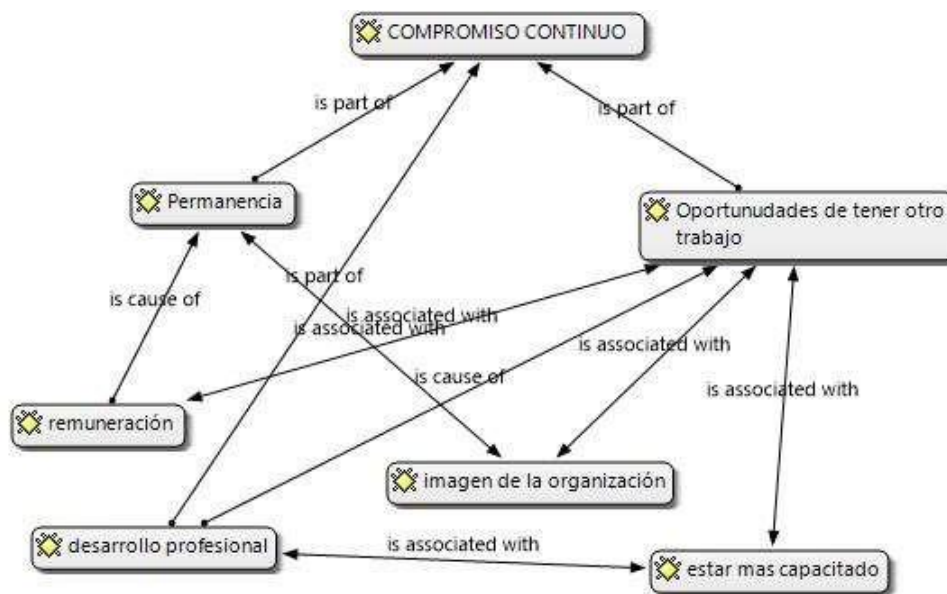 COMPROMISO CONTINUO
is part of
is part of
Permanencia
Oportunudades de tener otro
trabajo
is part of
is cause of
is associated with
is associated with
is associated with
is cause of
is associated with
remuneración
imagen de la organización
desarrollo profesional
is associated with
estar mas capacitado